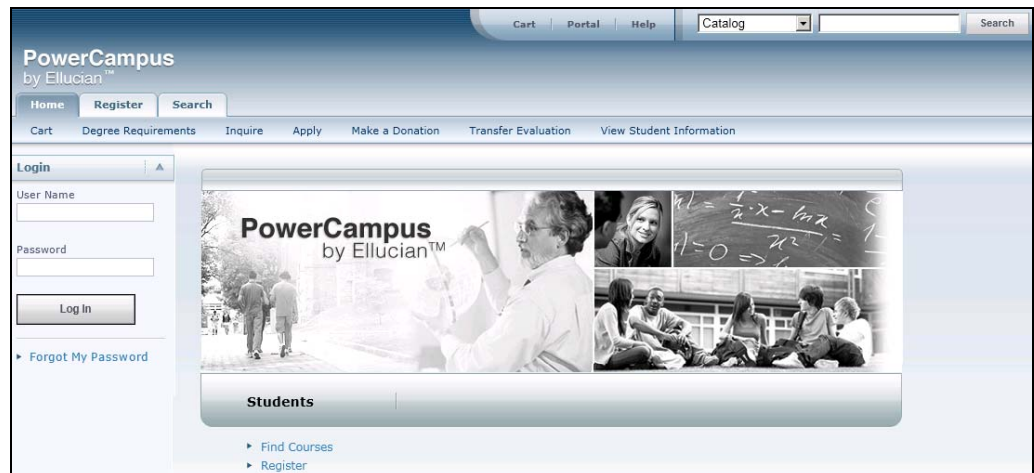 Cart Portal Help Catalog Search
PowerCampus
by Ellucian™
Home Register Search
Cart Degree Requirements Inquire Apply Make a Donation Transfer Evaluation View Student Information
Login
User Name
Password
Log In
Forgot My Password
PowerCampus
by Ellucian™
Students
Find Courses
Register